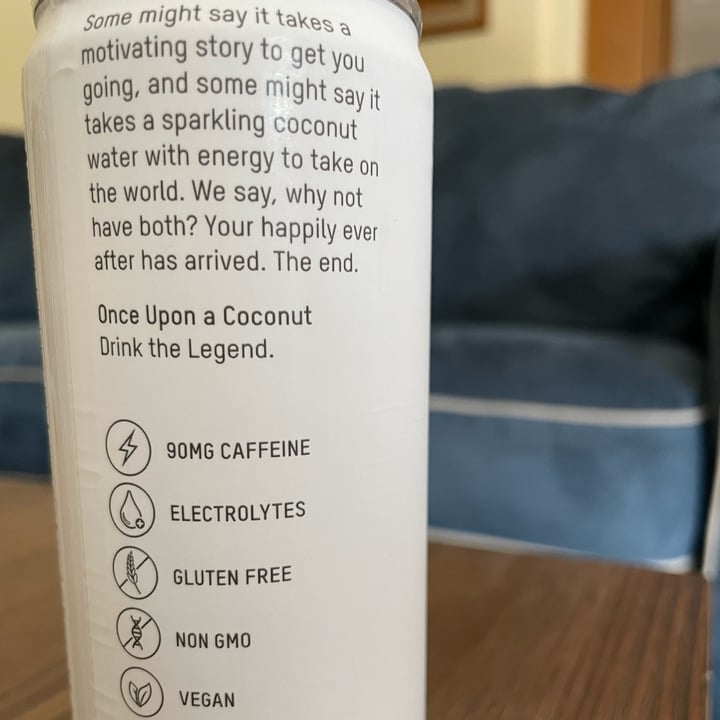 Some might say it takes a
motivating story to get you
going, and some might say it
takes a sparkling coconut
water with energy to take on
the world. We say, why not
have both? Your happily ever
after has arrived. The end.
Once Upon a Coconut
Drink the Legend.
90MG CAFFEINE
ELECTROLYTES
GLUTEN FREE
NON GMO
VEGAN